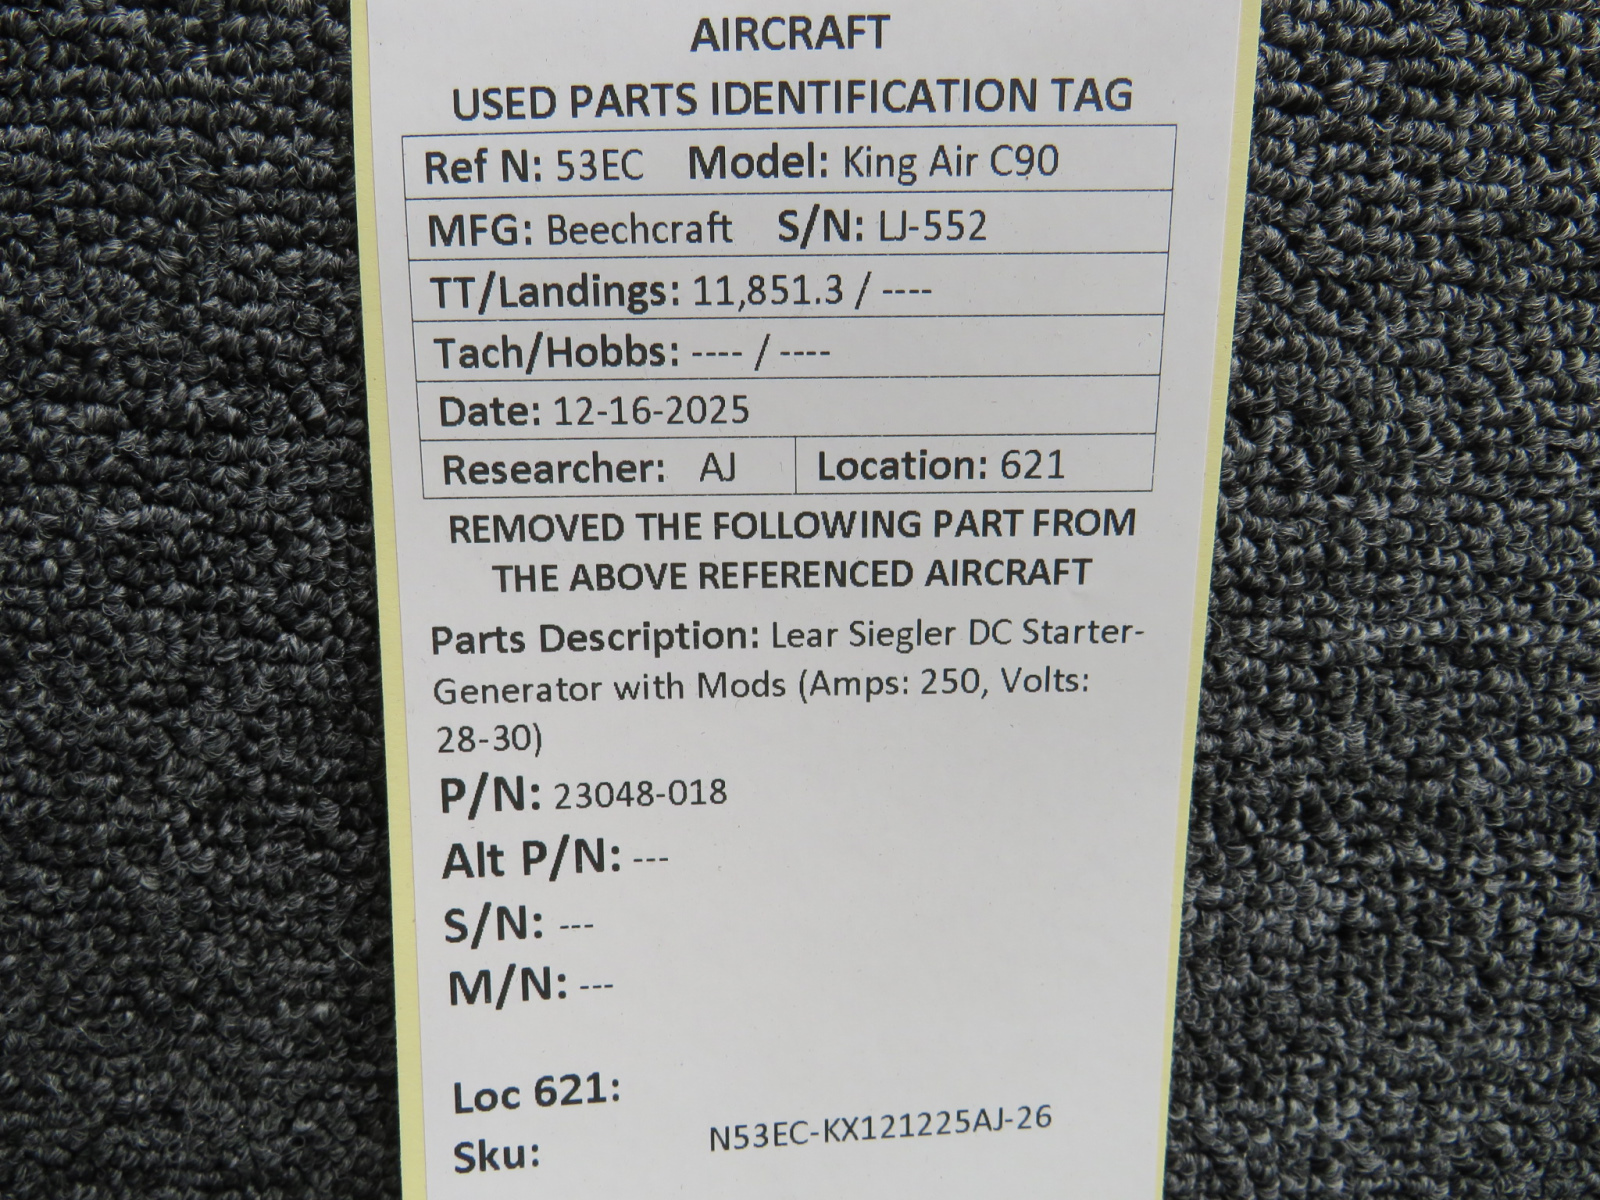 AIRCRAFT
USED PARTS IDENTIFICATION TAG
Ref N: 53EC Model: King Air C90
MFG: Beechcraft S/N: LJ-552
TT/Landings: 11,851.3 / ----
Tach/Hobbs: ---- / ----
Date: 12-16-2025
Researcher: AJ Location: 621
REMOVED THE FOLLOWING PART FROM
THE ABOVE REFERENCED AIRCRAFT
Parts Description: Lear Siegler DC Starter-
Generator with Mods (Amps: 250, Volts:
28-30)
P/N: 23048-018
Alt P/N: ---
S/N: ---
M/N: ---
Loc 621:
Sku: N53EC-KX121225AJ-26